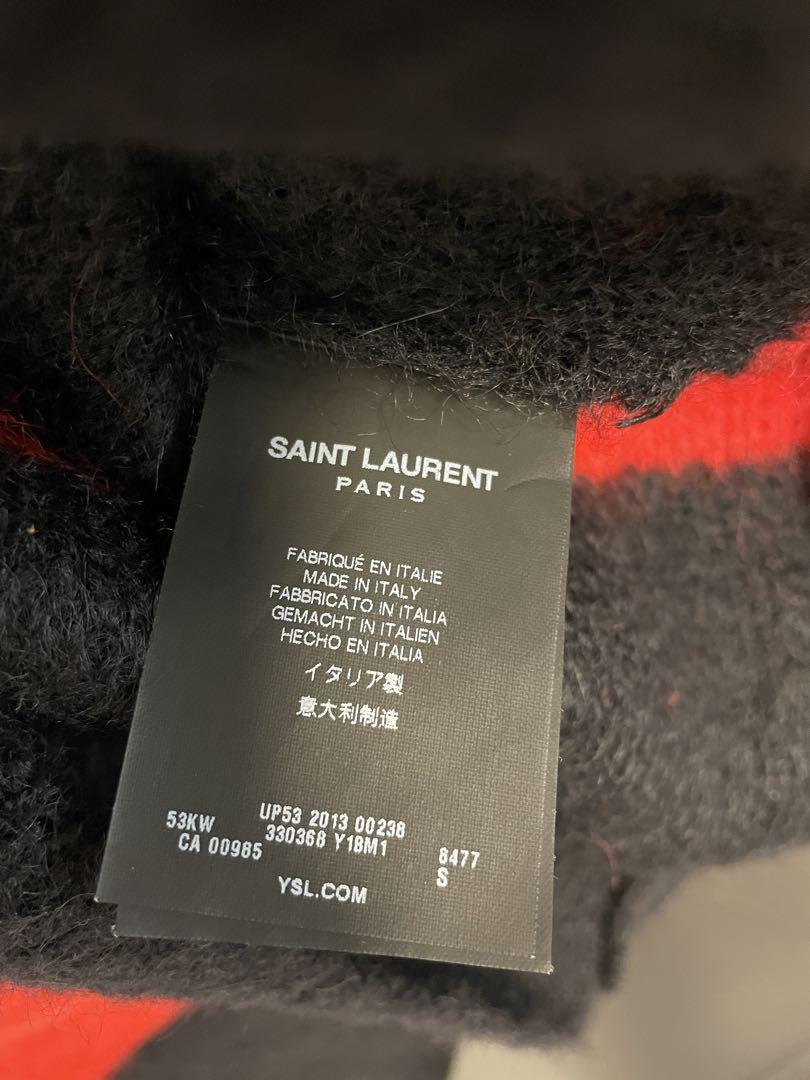 SAINT LAURENT
PARIS
FABRIQUÉ EN ITALIE
MADE IN ITALY
FABBRICATO IN ITALIA
GEMACHT IN ITALIEN
HECHO EN ITALIA
イタリア製
意大利制造
53KW UP53 2013 00238
CA 00985 330368 Y1BM1 8477
S
YSL.COM